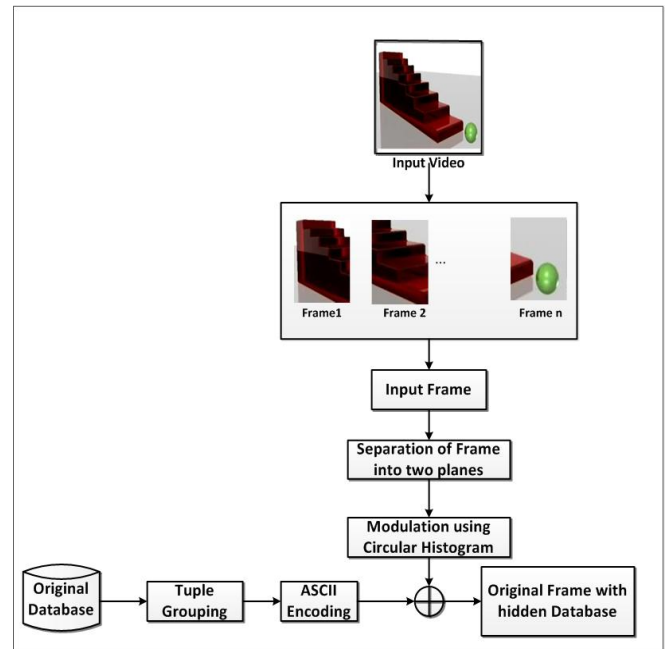 Input Video
Frame1
Frame 2
...
Frame n
Input Frame
Separation of Frame
into two planes
Modulation using
Circular Histogram
Original
Database
Tuple
Grouping
ASCII
Encoding
Original Frame with
hidden Database